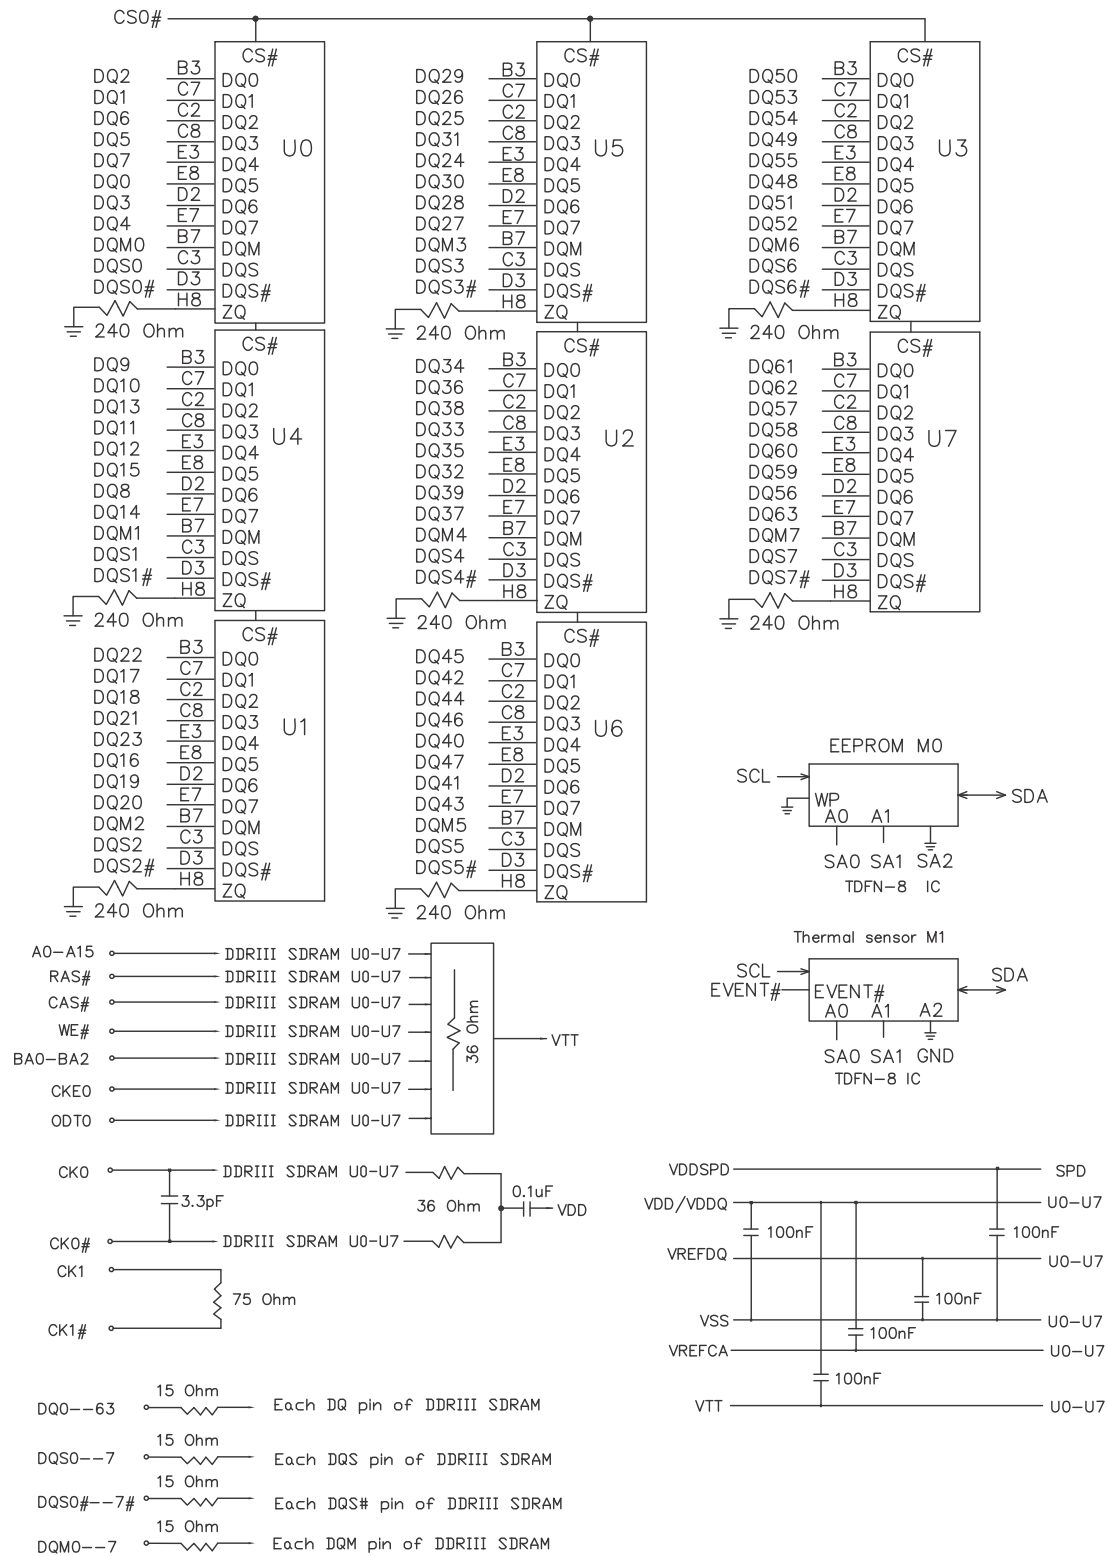 CS0#
CS#
DQ2 B3 DQ0
DQ1 C7 DQ1
DQ6 C2 DQ2
DQ5 C8 DQ3
U0
DQ7 E3 DQ4
DQ0 E8 DQ5
DQ3 D2 DQ6
DQ4 E7 DQ7
DQM0 B7 DQM
DQS0 C3 DQS
DQS0# D3 DQS#
H8 ZQ
240 Ohm
CS#
DQ9 B3 DQ0
DQ10 C7 DQ1
DQ13 C2 DQ2
DQ11 C8 DQ3
U4
DQ12 E3 DQ4
DQ15 E8 DQ5
DQ8 D2 DQ6
DQ14 E7 DQ7
DQM1 B7 DQM
DQS1 C3 DQS
DQS1# D3 DQS#
H8 ZQ
240 Ohm
CS#
DQ22 B3 DQ0
DQ17 C7 DQ1
DQ18 C2 DQ2
DQ21 C8 DQ3
U1
DQ23 E3 DQ4
DQ16 E8 DQ5
DQ19 D2 DQ6
DQ20 E7 DQ7
DQM2 B7 DQM
DQS2 C3 DQS
DQS2# D3 DQS#
H8 ZQ
240 Ohm
CS#
DQ29 B3 DQ0
DQ26 C7 DQ1
DQ25 C2 DQ2
DQ31 C8 DQ3
U5
DQ24 E3 DQ4
DQ30 E8 DQ5
DQ28 D2 DQ6
DQ27 E7 DQ7
DQM3 B7 DQM
DQS3 C3 DQS
DQS3# D3 DQS#
H8 ZQ
240 Ohm
CS#
DQ34 B3 DQ0
DQ36 C7 DQ1
DQ38 C2 DQ2
DQ33 C8 DQ3
U2
DQ35 E3 DQ4
DQ32 E8 DQ5
DQ39 D2 DQ6
DQ37 E7 DQ7
DQM4 B7 DQM
DQS4 C3 DQS
DQS4# D3 DQS#
H8 ZQ
240 Ohm
CS#
DQ45 B3 DQ0
DQ42 C7 DQ1
DQ44 C2 DQ2
DQ46 C8 DQ3
U6
DQ40 E3 DQ4
DQ47 E8 DQ5
DQ41 D2 DQ6
DQ43 E7 DQ7
DQM5 B7 DQM
DQS5 C3 DQS
DQS5# D3 DQS#
H8 ZQ
240 Ohm
CS#
DQ50 B3 DQ0
DQ53 C7 DQ1
DQ54 C2 DQ2
DQ49 C8 DQ3
U3
DQ55 E3 DQ4
DQ48 E8 DQ5
DQ51 D2 DQ6
DQ52 E7 DQ7
DQM6 B7 DQM
DQS6 C3 DQS
DQS6# D3 DQS#
H8 ZQ
240 Ohm
CS#
DQ61 B3 DQ0
DQ62 C7 DQ1
DQ57 C2 DQ2
DQ58 C8 DQ3
U7
DQ60 E3 DQ4
DQ59 E8 DQ5
DQ56 D2 DQ6
DQ63 E7 DQ7
DQM7 B7 DQM
DQS7 C3 DQS
DQS7# D3 DQS#
H8 ZQ
240 Ohm
EEPROM M0
SCL
WP
SDA
A0 A1
SA0 SA1 SA2
TDFN-8 IC
Thermal sensor M1
SCL
EVENT# EVENT#
SDA
A0 A1 A2
SA0 SA1 GND
TDFN-8 IC
A0-A15 DDRIII SDRAM U0-U7
RAS# DDRIII SDRAM U0-U7
CAS# DDRIII SDRAM U0-U7
WE# DDRIII SDRAM U0-U7
BA0-BA2 DDRIII SDRAM U0-U7
CKE0 DDRIII SDRAM U0-U7
ODT0 DDRIII SDRAM U0-U7
36 Ohm
VTT
CK0 DDRIII SDRAM U0-U7
3.3pF
36 Ohm
0.1uF
VDD
CK0# DDRIII SDRAM U0-U7
CK1
75 Ohm
CK1#
VDDSPD SPD
VDD/VDDQ U0-U7
100nF
100nF
VREFDQ U0-U7
100nF
VSS U0-U7
100nF
VREFCA U0-U7
100nF
VTT U0-U7
15 Ohm
DQ0--63 Each DQ pin of DDRIII SDRAM
15 Ohm
DQS0--7 Each DQS pin of DDRIII SDRAM
15 Ohm
DQS0#--7# Each DQS# pin of DDRIII SDRAM
15 Ohm
DQM0--7 Each DQM pin of DDRIII SDRAM